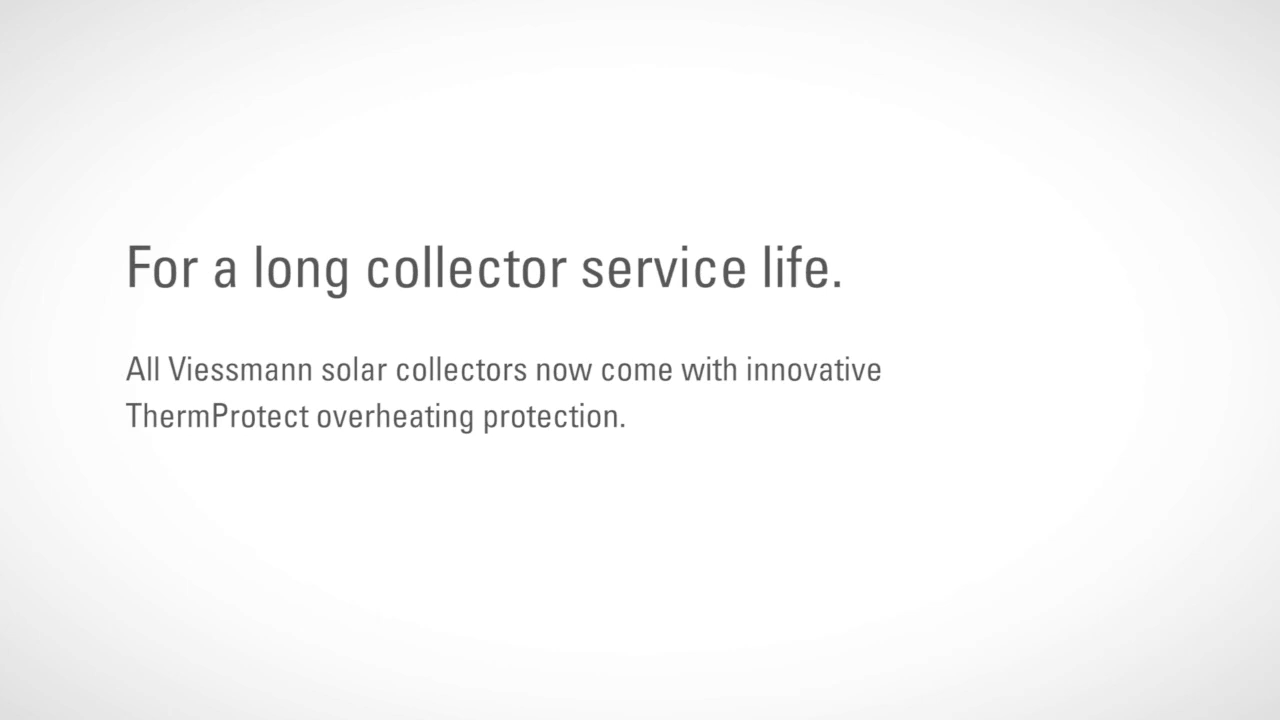 For a long collector service life.
All Viessmann solar collectors now come with innovative
ThermProtect overheating protection.